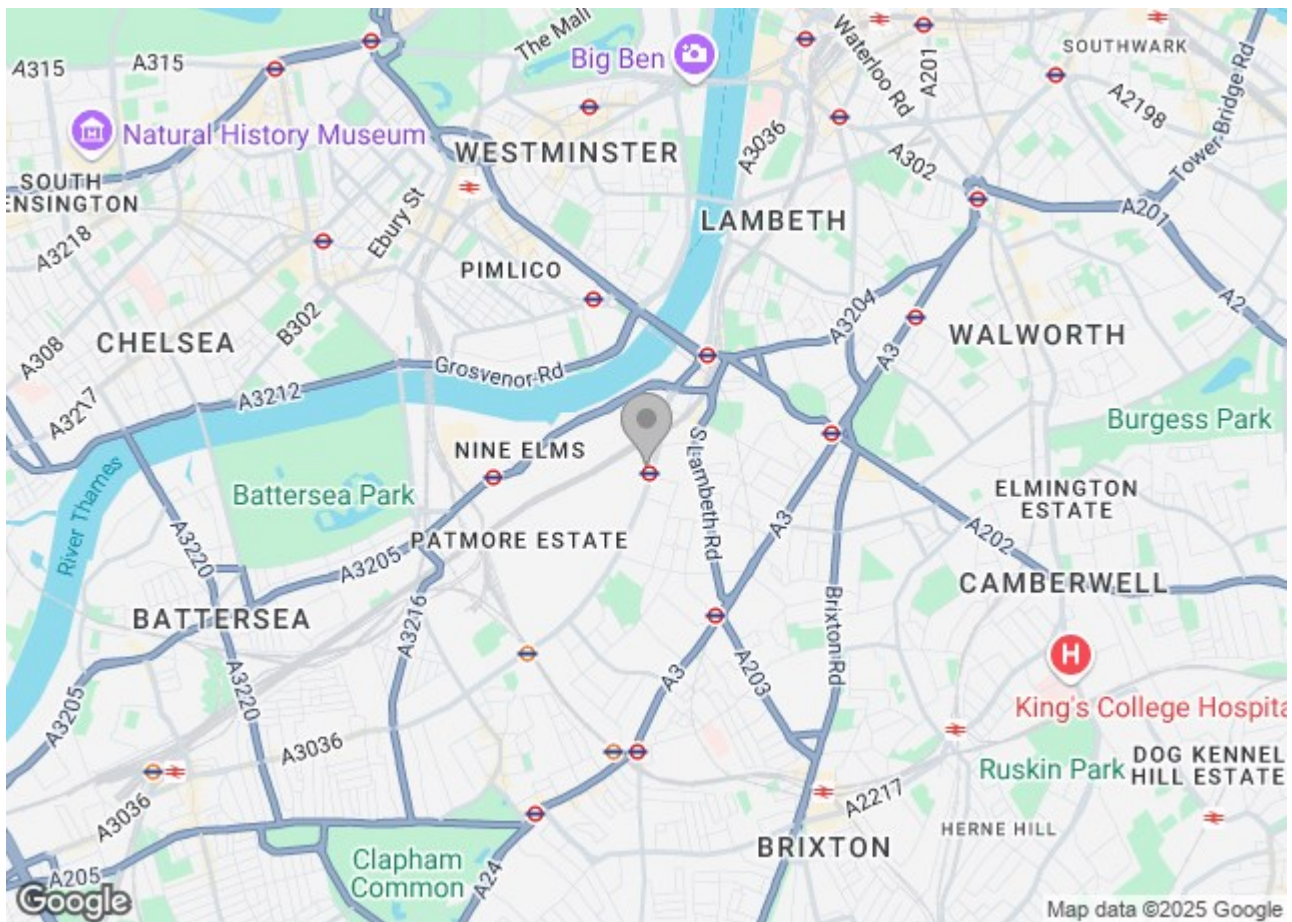 The Mall
Big Ben
Waterloo Rd
A201
SOUTHWARK
A315
A315
Natural History Museum
WESTMINSTER
A3036
A302
A2198
Tower Bridge Rd
SOUTH
ENSINGTON
A3218
Ebury St
LAMBETH
A201
PIMLICO
A2
CHELSEA
B302
A308
A3204
A3
WALWORTH
A3217
A3212
Grosvenor Rd
Burgess Park
NINE ELMS
S Lambeth Rd
Battersea Park
River Thames
ELMINGTON
ESTATE
PATMORE ESTATE
A3
A202
A3220
A3205
CAMBERWELL
BATTERSEA
A3216
Brixton Rd
H
A3220
A3
A203
King's College Hospita
A3205
A3036
Ruskin Park
DOG KENNEL
HILL ESTATE
A3036
A2217
HERNE HILL
BRIXTON
Clapham
Common
A205
A24
Google
Map data ©2025 Google